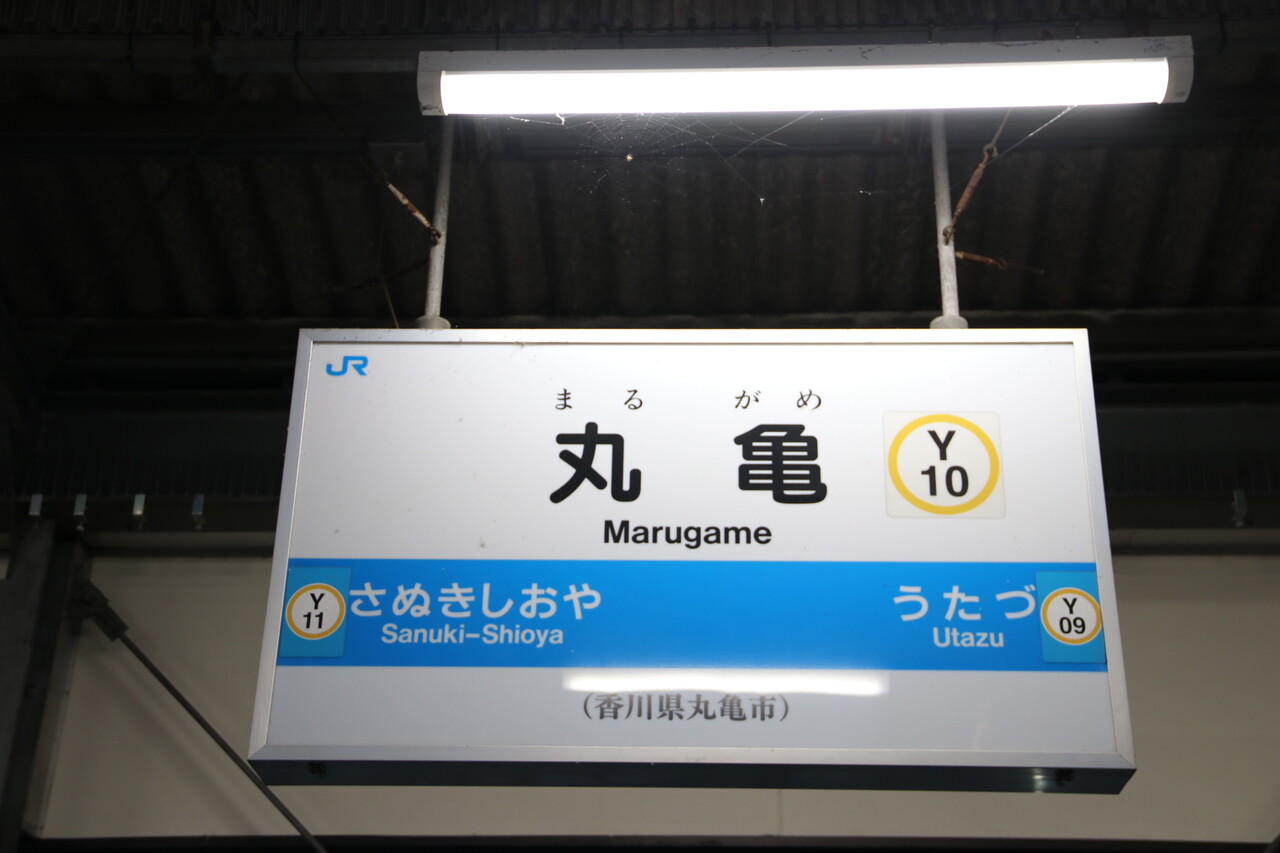 JR
まるがめ
丸亀
Y
10
Marugame
Y
11
さぬきしおや
Sanuki-Shioya
うたづ
Utazu
Y
09
(香川県丸亀市)